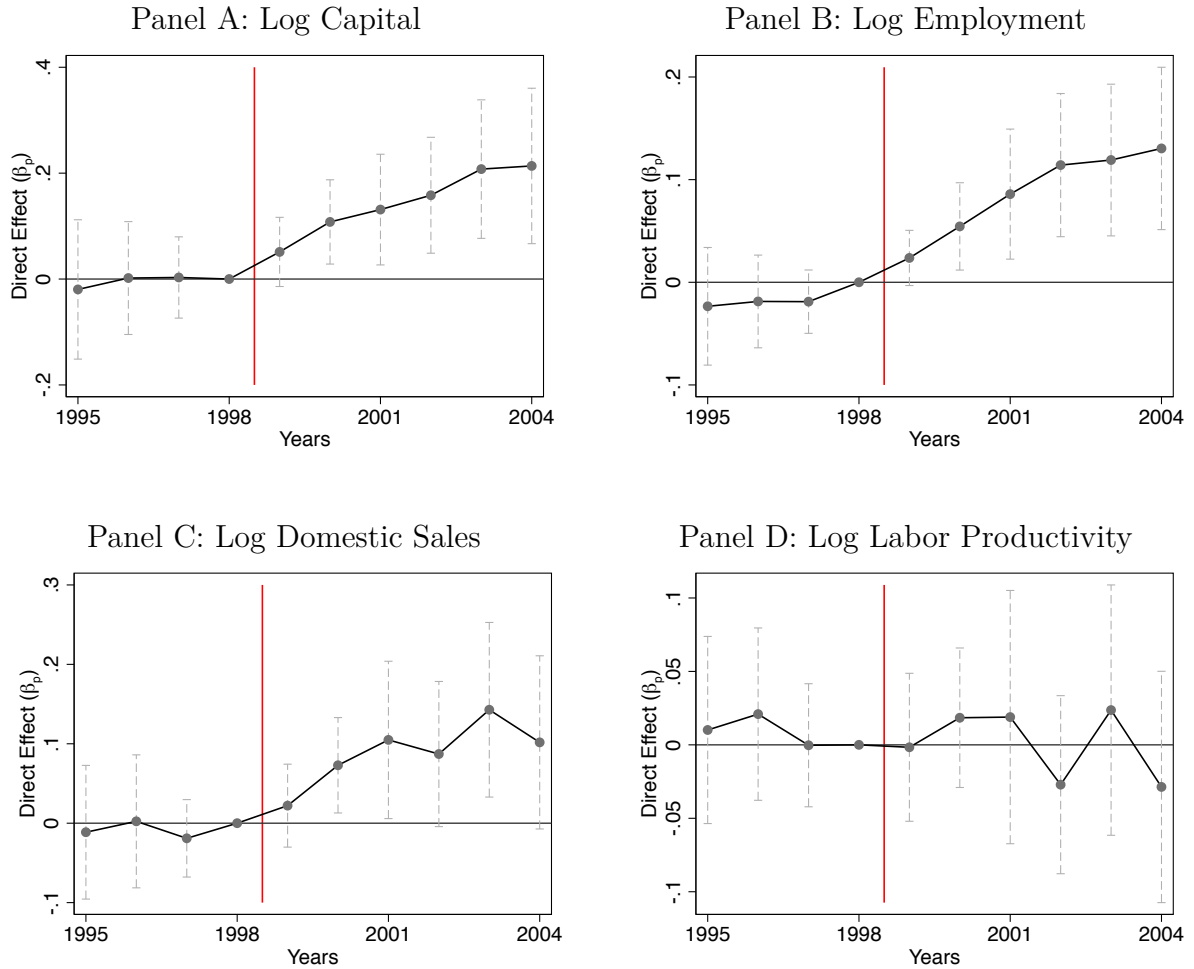 Panel A: Log Capital
Direct Effect (βp)
.4
.2
0
-.2
1995
1998
2001
2004
Years
Panel B: Log Employment
Direct Effect (βp)
.2
.1
0
-.1
1995
1998
2001
2004
Years
Panel C: Log Domestic Sales
Direct Effect (βp)
.3
.2
.1
0
-.1
1995
1998
2001
2004
Years
Panel D: Log Labor Productivity
Direct Effect (βp)
.1
.05
0
-.05
-.1
1995
1998
2001
2004
Years